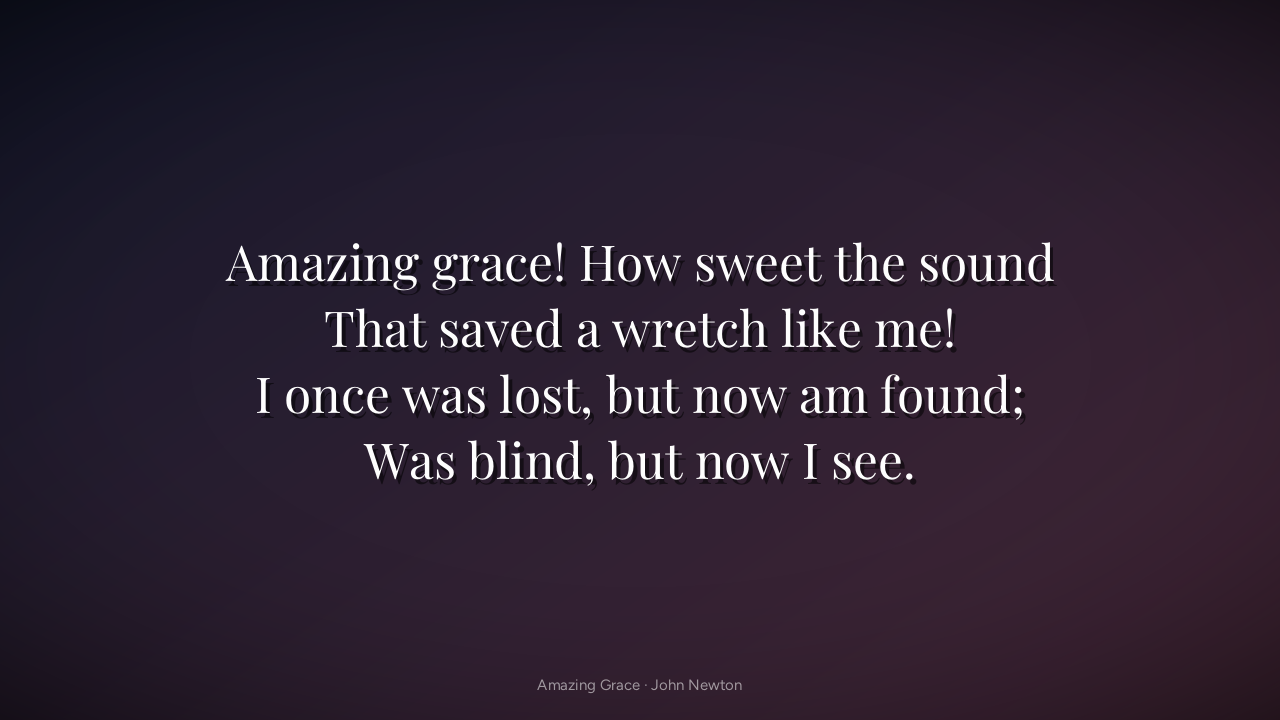 Amazing grace! How sweet the sound
That saved a wretch like me!
I once was lost, but now am found;
Was blind, but now I see.
Amazing Grace · John Newton